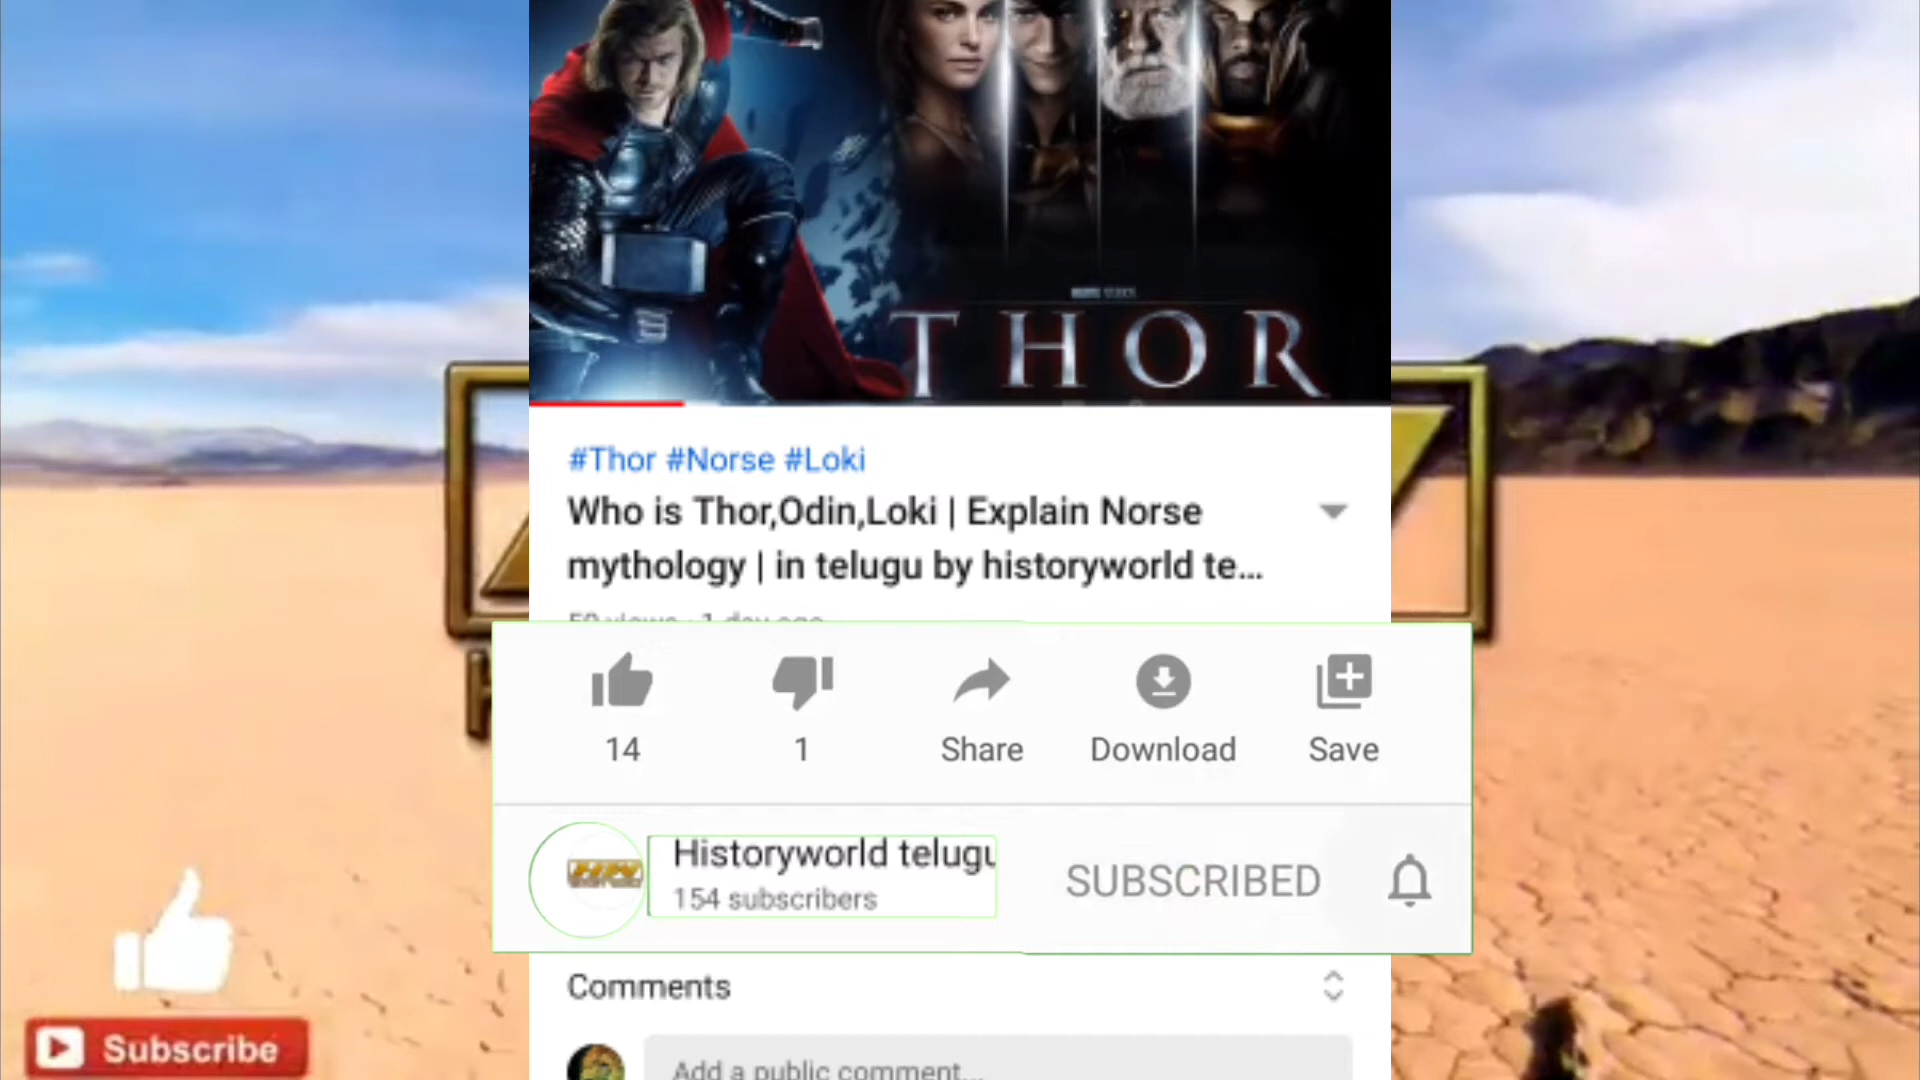 THOR
#Thor #Norse #Loki
Who is Thor,Odin,Loki | Explain Norse
mythology | in telugu by historyworld te...
14
1
Share
Download
Save
Historyworld telugu
154 subscribers
SUBSCRIBED
Comments
Add a public comment...
Subscribe